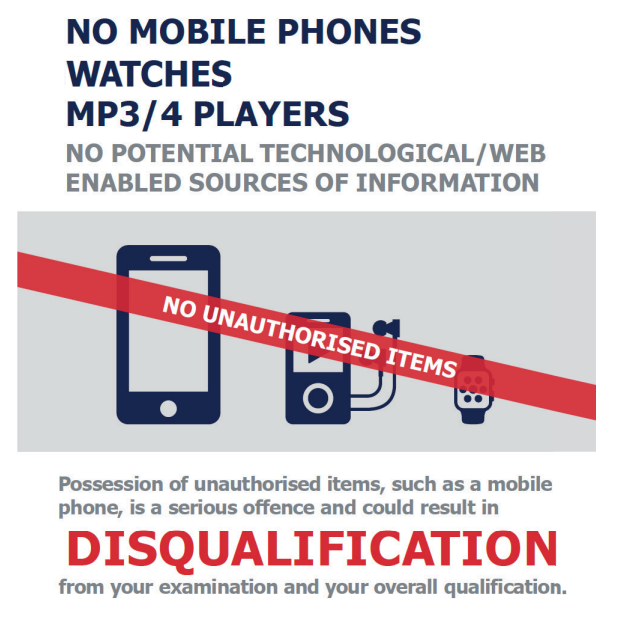 NO MOBILE PHONES
WATCHES
MP3/4 PLAYERS
NO POTENTIAL TECHNOLOGICAL/WEB
ENABLED SOURCES OF INFORMATION
NO UNAUTHORISED ITEMS
Possession of unauthorised items, such as a mobile
phone, is a serious offence and could result in
DISQUALIFICATION
from your examination and your overall qualification.